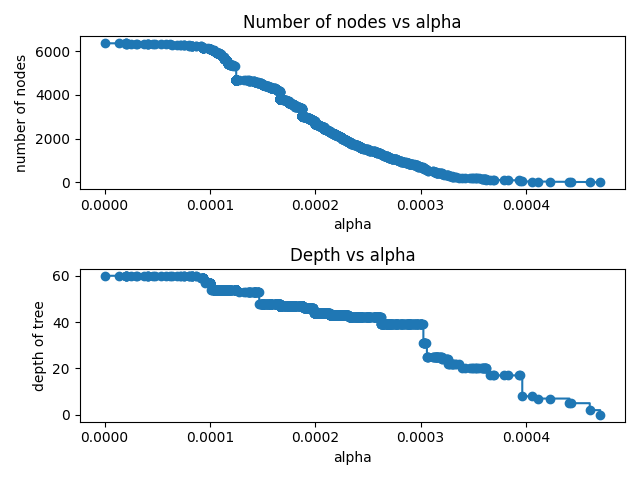 Number of nodes vs alpha
number of nodes
6000
4000
2000
0
0.0000 0.0001 0.0002 0.0003 0.0004
alpha
Depth vs alpha
depth of tree
60
40
20
0
0.0000 0.0001 0.0002 0.0003 0.0004
alpha